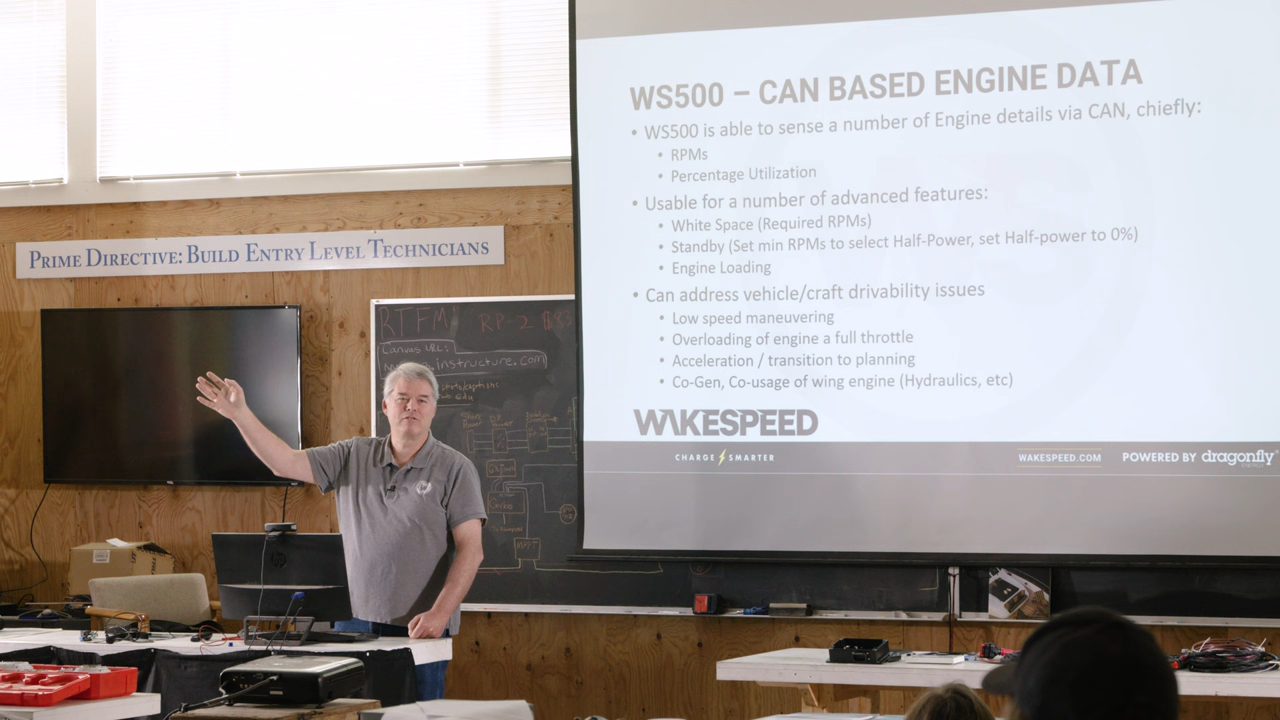 WS500 – CAN BASED ENGINE DATA
• WS500 is able to sense a number of Engine details via CAN, chiefly:
• RPMs
• Percentage Utilization
• Usable for a number of advanced features:
• White Space (Required RPMs)
• Standby (Set min RPMs to select Half-Power, set Half-power to 0%)
• Engine Loading
• Can address vehicle/craft drivability issues
• Low speed maneuvering
• Overloading of engine a full throttle
• Acceleration / transition to planning
• Co-Gen, Co-usage of wing engine (Hydraulics, etc)
WAKESPEED
CHARGE SMARTER
WAKESPEED.COM
POWERED BY dragonfly
PRIME DIRECTIVE: BUILD ENTRY LEVEL TECHNICIANS
RTFM RP-2
Canvas URL:
instructure.com